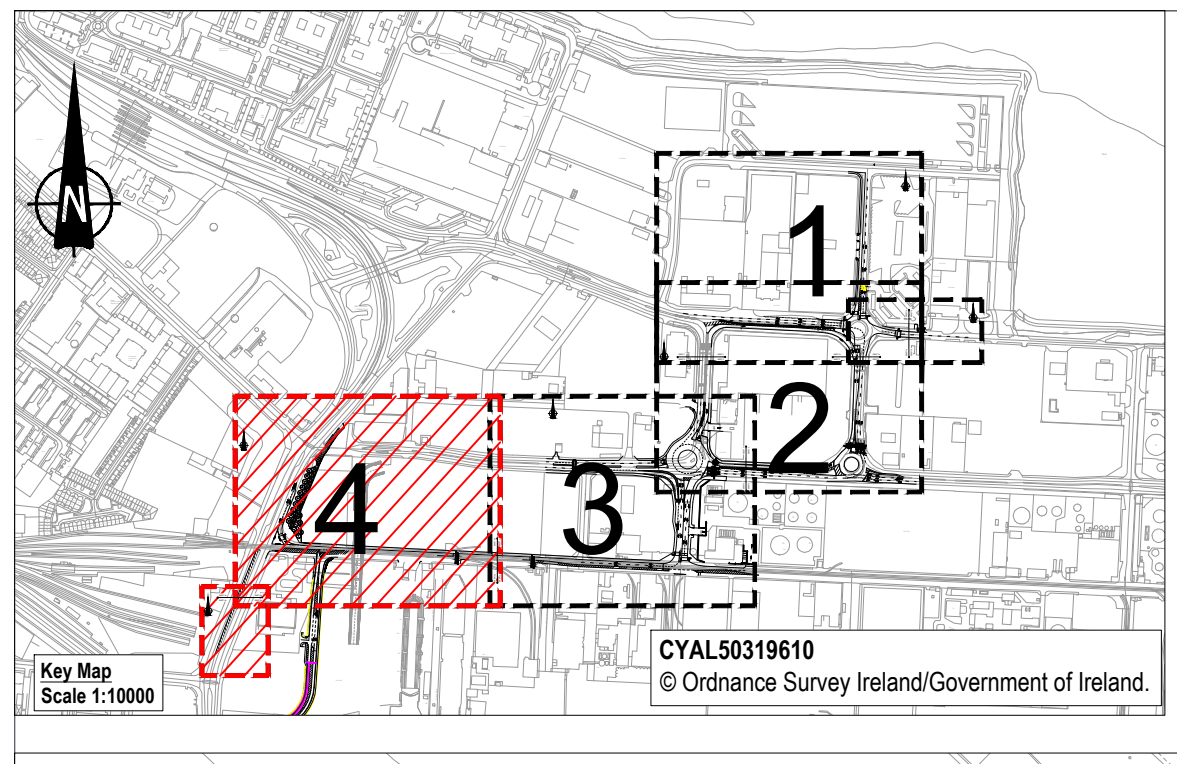 N
1
2
3
4
Key Map
Scale 1:10000
CYAL50319610
© Ordnance Survey Ireland/Government of Ireland.